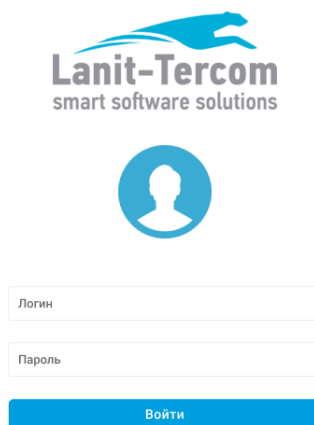 Lanit-Tercom
smart software solutions
Логин
Пароль
Войти